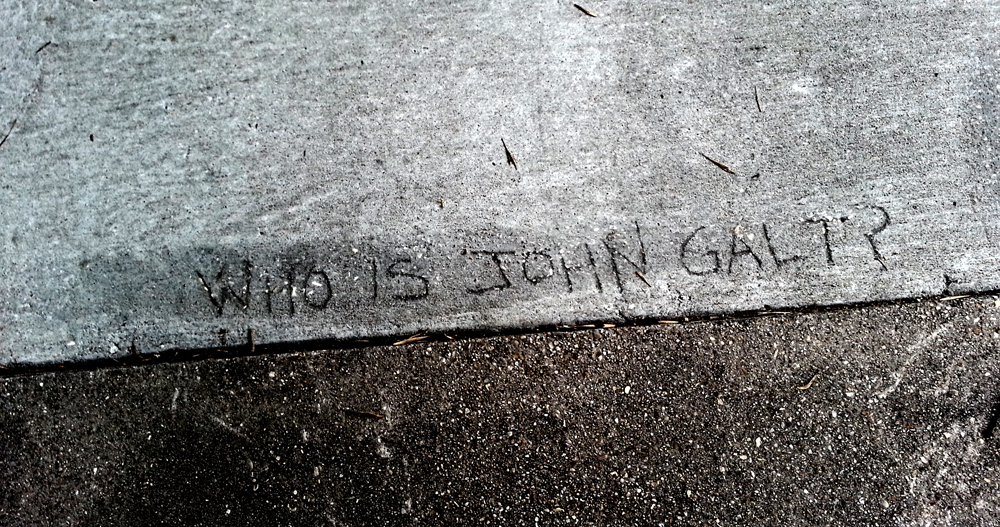 WHO IS JOHN GALT?